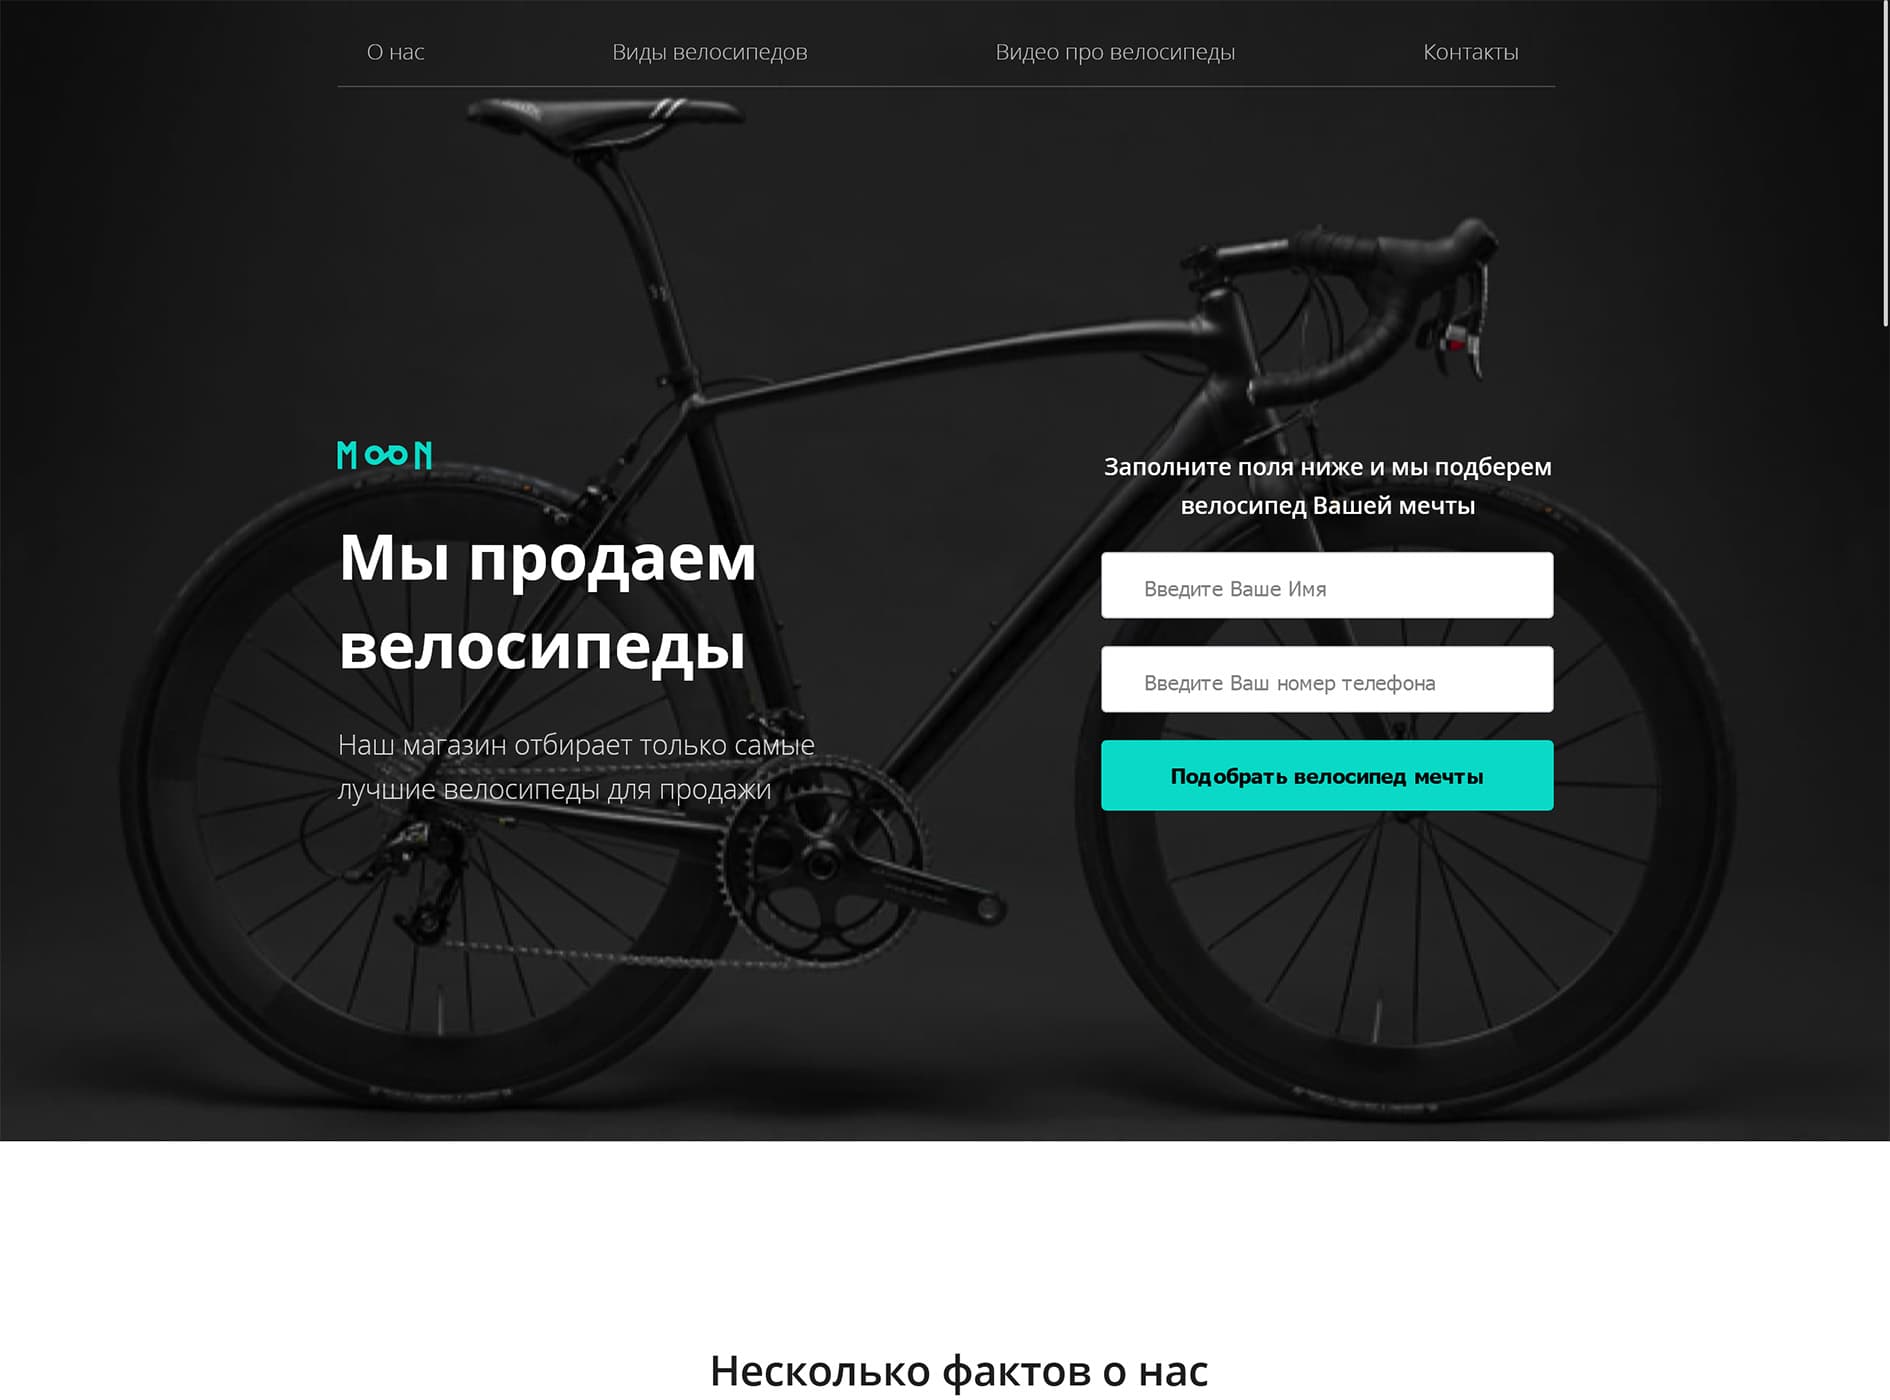 О нас
Виды велосипедов
Видео про велосипеды
Контакты
MOON
Мы продаем
велосипеды
Наш магазин отбирает только самые
лучшие велосипеды для продажи
Заполните поля ниже и мы подберем
велосипед Вашей мечты
Введите Ваше Имя
Введите Ваш номер телефона
Подобрать велосипед мечты
Несколько фактов о нас